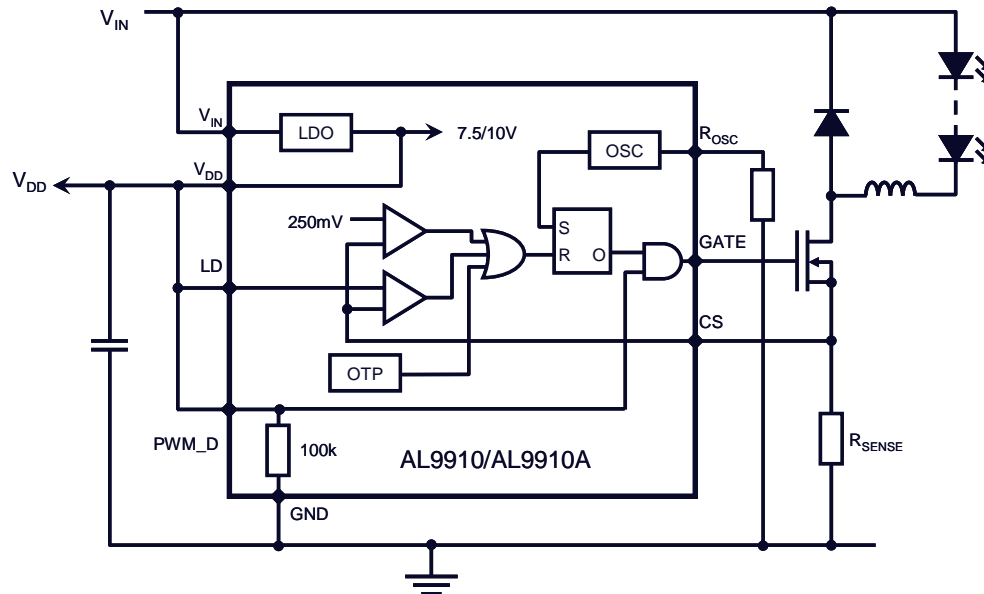 VIN
VIN
LDO
7.5/10V
ROSC
OSC
VDD
VDD
250mV
S
R
O
GATE
LD
CS
OTP
PWM_D
100k
AL9910/AL9910A
RSENSE
GND